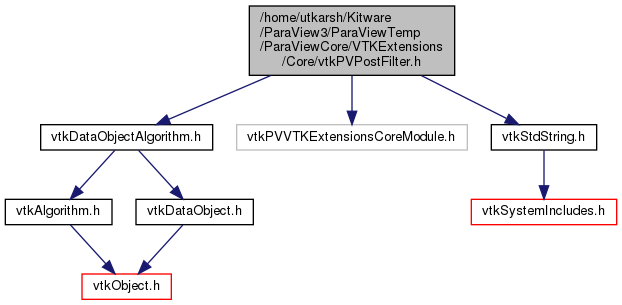 /home/utkarsh/Kitware
/ParaView3/ParaViewTemp
/ParaViewCore/VTKExtensions
/Core/vtkPVPostFilter.h
vtkDataObjectAlgorithm.h
vtkPVVTKExtensionsCoreModule.h
vtkStdString.h
vtkAlgorithm.h
vtkDataObject.h
vtkSystemIncludes.h
vtkObject.h